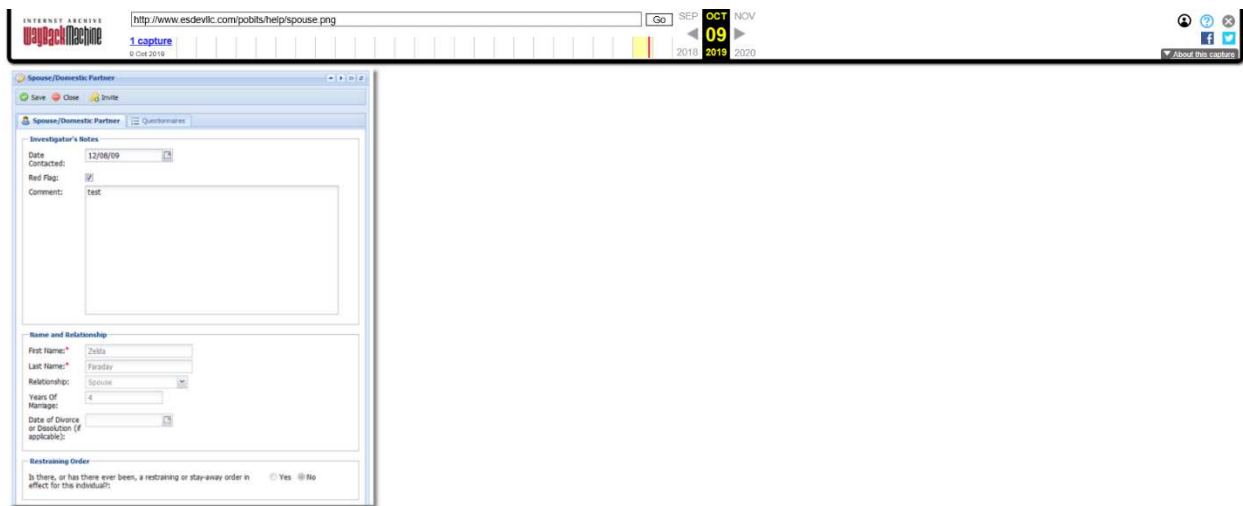 INTERNET ARCHIVE
WayBackMachine
http://www.esdevllc.com/pobits/help/spouse.png
Go
SEP OCT NOV
09
2018 2019 2020
1 capture
9 Oct 2019
About this capture
Spouse/Domestic Partner
Save Close Invite
Spouse/Domestic Partner Questionnaires
Investigator's Notes
Date Contacted: 12/08/09
Red Flag:
Comment: test
Name and Relationship
First Name:* Zelda
Last Name:* Faraday
Relationship: Spouse
Years Of
Marriage: 4
Date of Divorce
or Dissolution (if
applicable):
Restraining Order
Is there, or has there ever been, a restraining or stay-away order in Yes No
effect for this individual?: